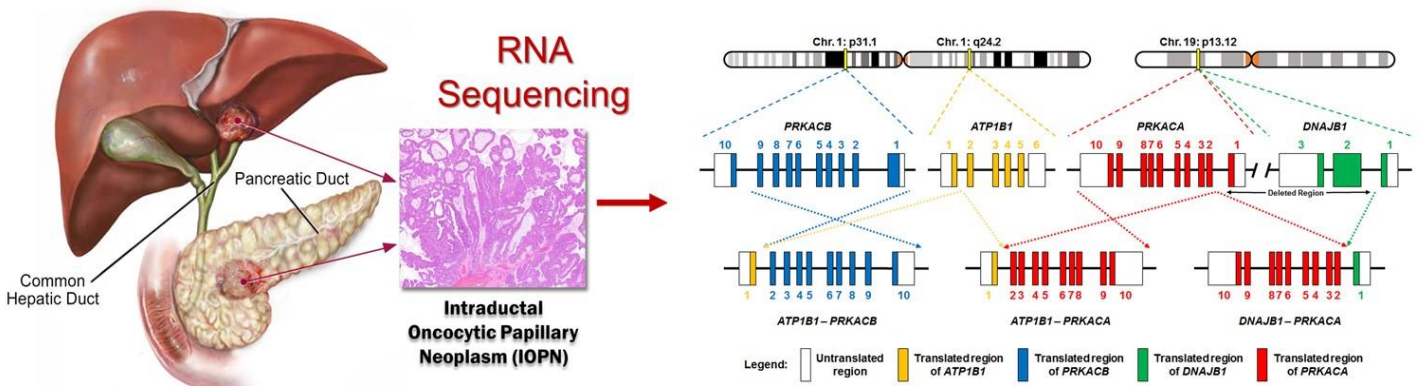 RNA
Sequencing
Pancreatic Duct
Common
Hepatic Duct
Intraductal
Oncocytic Papillary
Neoplasm (IOPN)
Chr. 1: p31.1
Chr. 1: q24.2
Chr. 19: p13.12
PRKACB
ATP1B1
PRKACA
DNAJB1
10 9 8 7 6 5 4 3 2 1
1 2 3 4 5 6
10 9 8 7 6 5 4 3 2 1
3 2 1
Deleted Region
1 2 3 4 5 6 7 8 9 10
1 2 3 4 5 6 7 8 9 10
10 9 8 7 6 5 4 3 2 1
ATP1B1 – PRKACB
ATP1B1 – PRKACA
DNAJB1 – PRKACA
Legend:
Untranslated
region
Translated region
of ATP1B1
Translated region
of PRKACB
Translated region
of DNAJB1
Translated region
of PRKACA